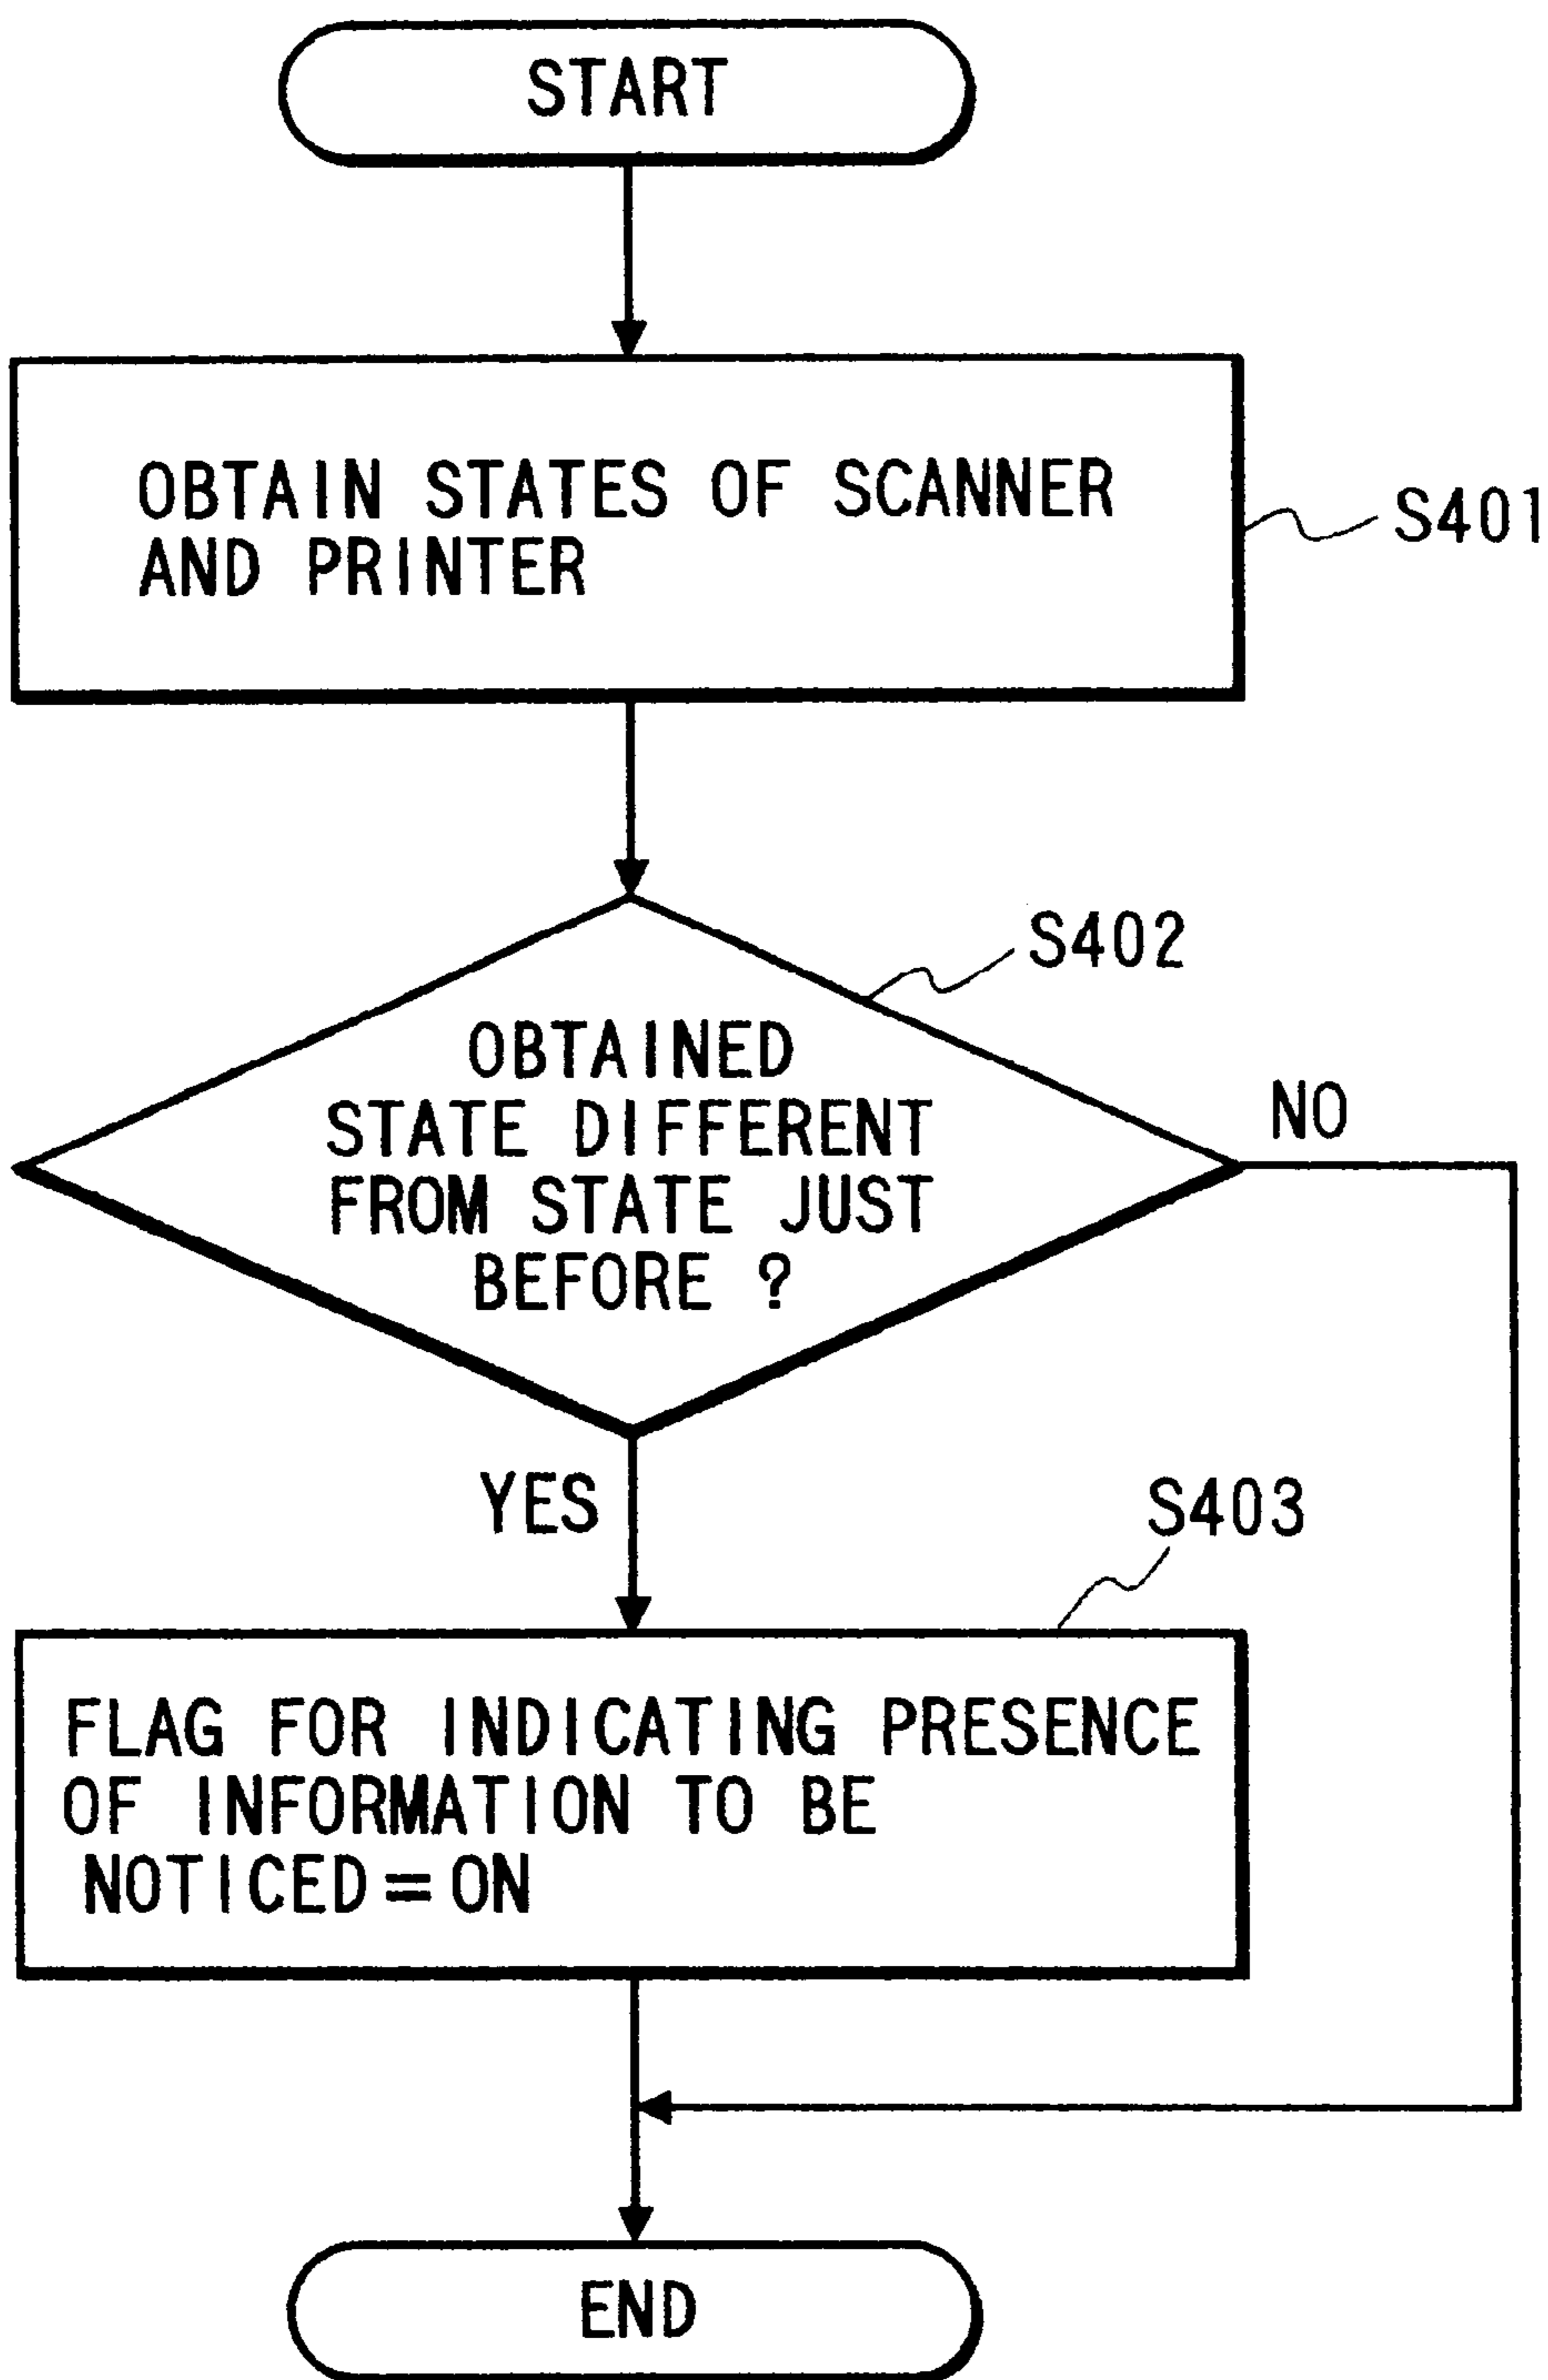 START
OBTAIN STATES OF SCANNER
AND PRINTER
S401
S402
OBTAINED
STATE DIFFERENT
FROM STATE JUST
BEFORE ?
NO
YES
S403
FLAG FOR INDICATING PRESENCE
OF INFORMATION TO BE
NOTICED=ON
END